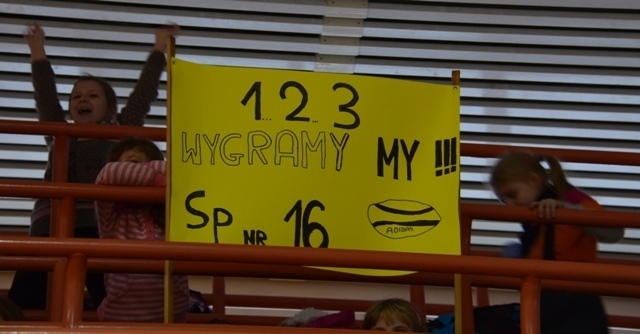 1...2...3
WYGRAMY MY !!!
Sp NR 16
ADIDAS